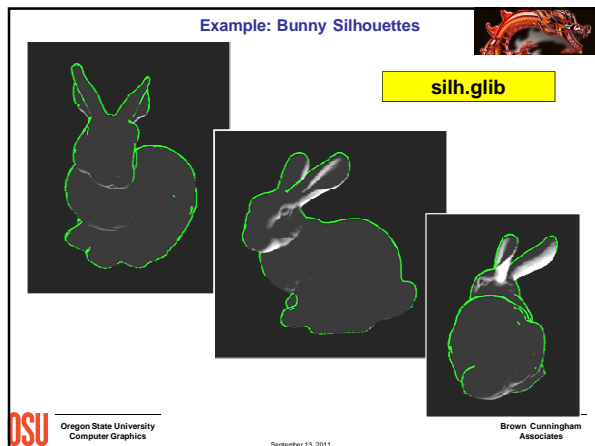 Example: Bunny Silhouettes
silh.glib
OSU
Oregon State University
Computer Graphics
September 13, 2011
Brown Cunningham
Associates